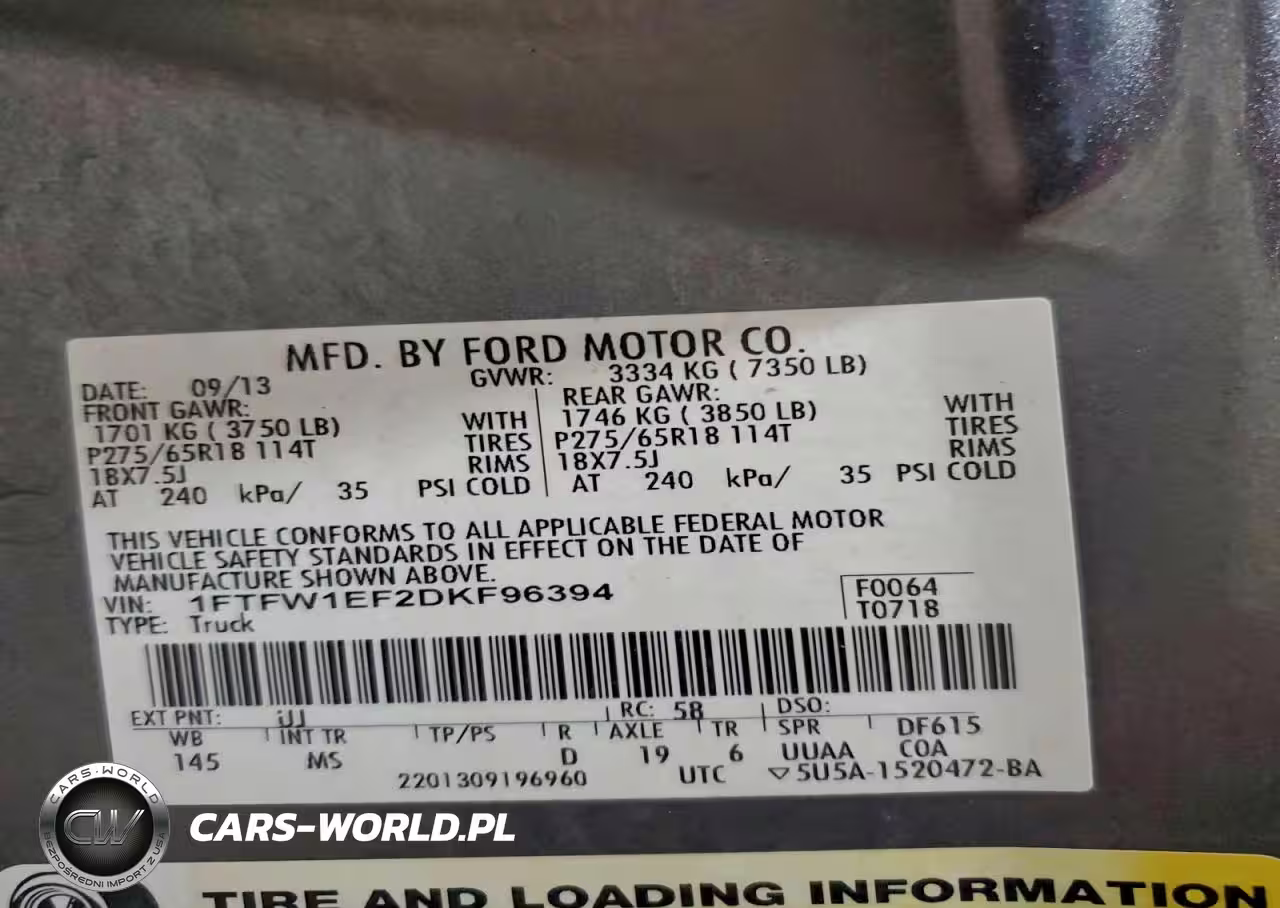 MFD. BY FORD MOTOR CO.
DATE: 09/13 GVWR: 3334 KG ( 7350 LB)
FRONT GAWR: REAR GAWR:
1701 KG ( 3750 LB) WITH 1746 KG ( 3850 LB) WITH
P275/65R18 114T TIRES P275/65R18 114T TIRES
18X7.5J RIMS 18X7.5J RIMS
AT 240 kPa/ 35 PSI COLD AT 240 kPa/ 35 PSI COLD
THIS VEHICLE CONFORMS TO ALL APPLICABLE FEDERAL MOTOR
VEHICLE SAFETY STANDARDS IN EFFECT ON THE DATE OF
MANUFACTURE SHOWN ABOVE.
VIN: 1FTFW1EF2DKF96394 F0064
TYPE: Truck T0718
EXT PNT: UJ RC: 58 DSO:
WB INT TR TP/PS R AXLE TR SPR DF615
145 MS D 19 6 UUAA COA
2201309196960 UTC ▽5U5A-1520472-BA
CARS-WORLD
CW
BEZPOŚREDNI IMPORT Z USA
CARS-WORLD.PL
TIRE AND LOADING INFORMATION